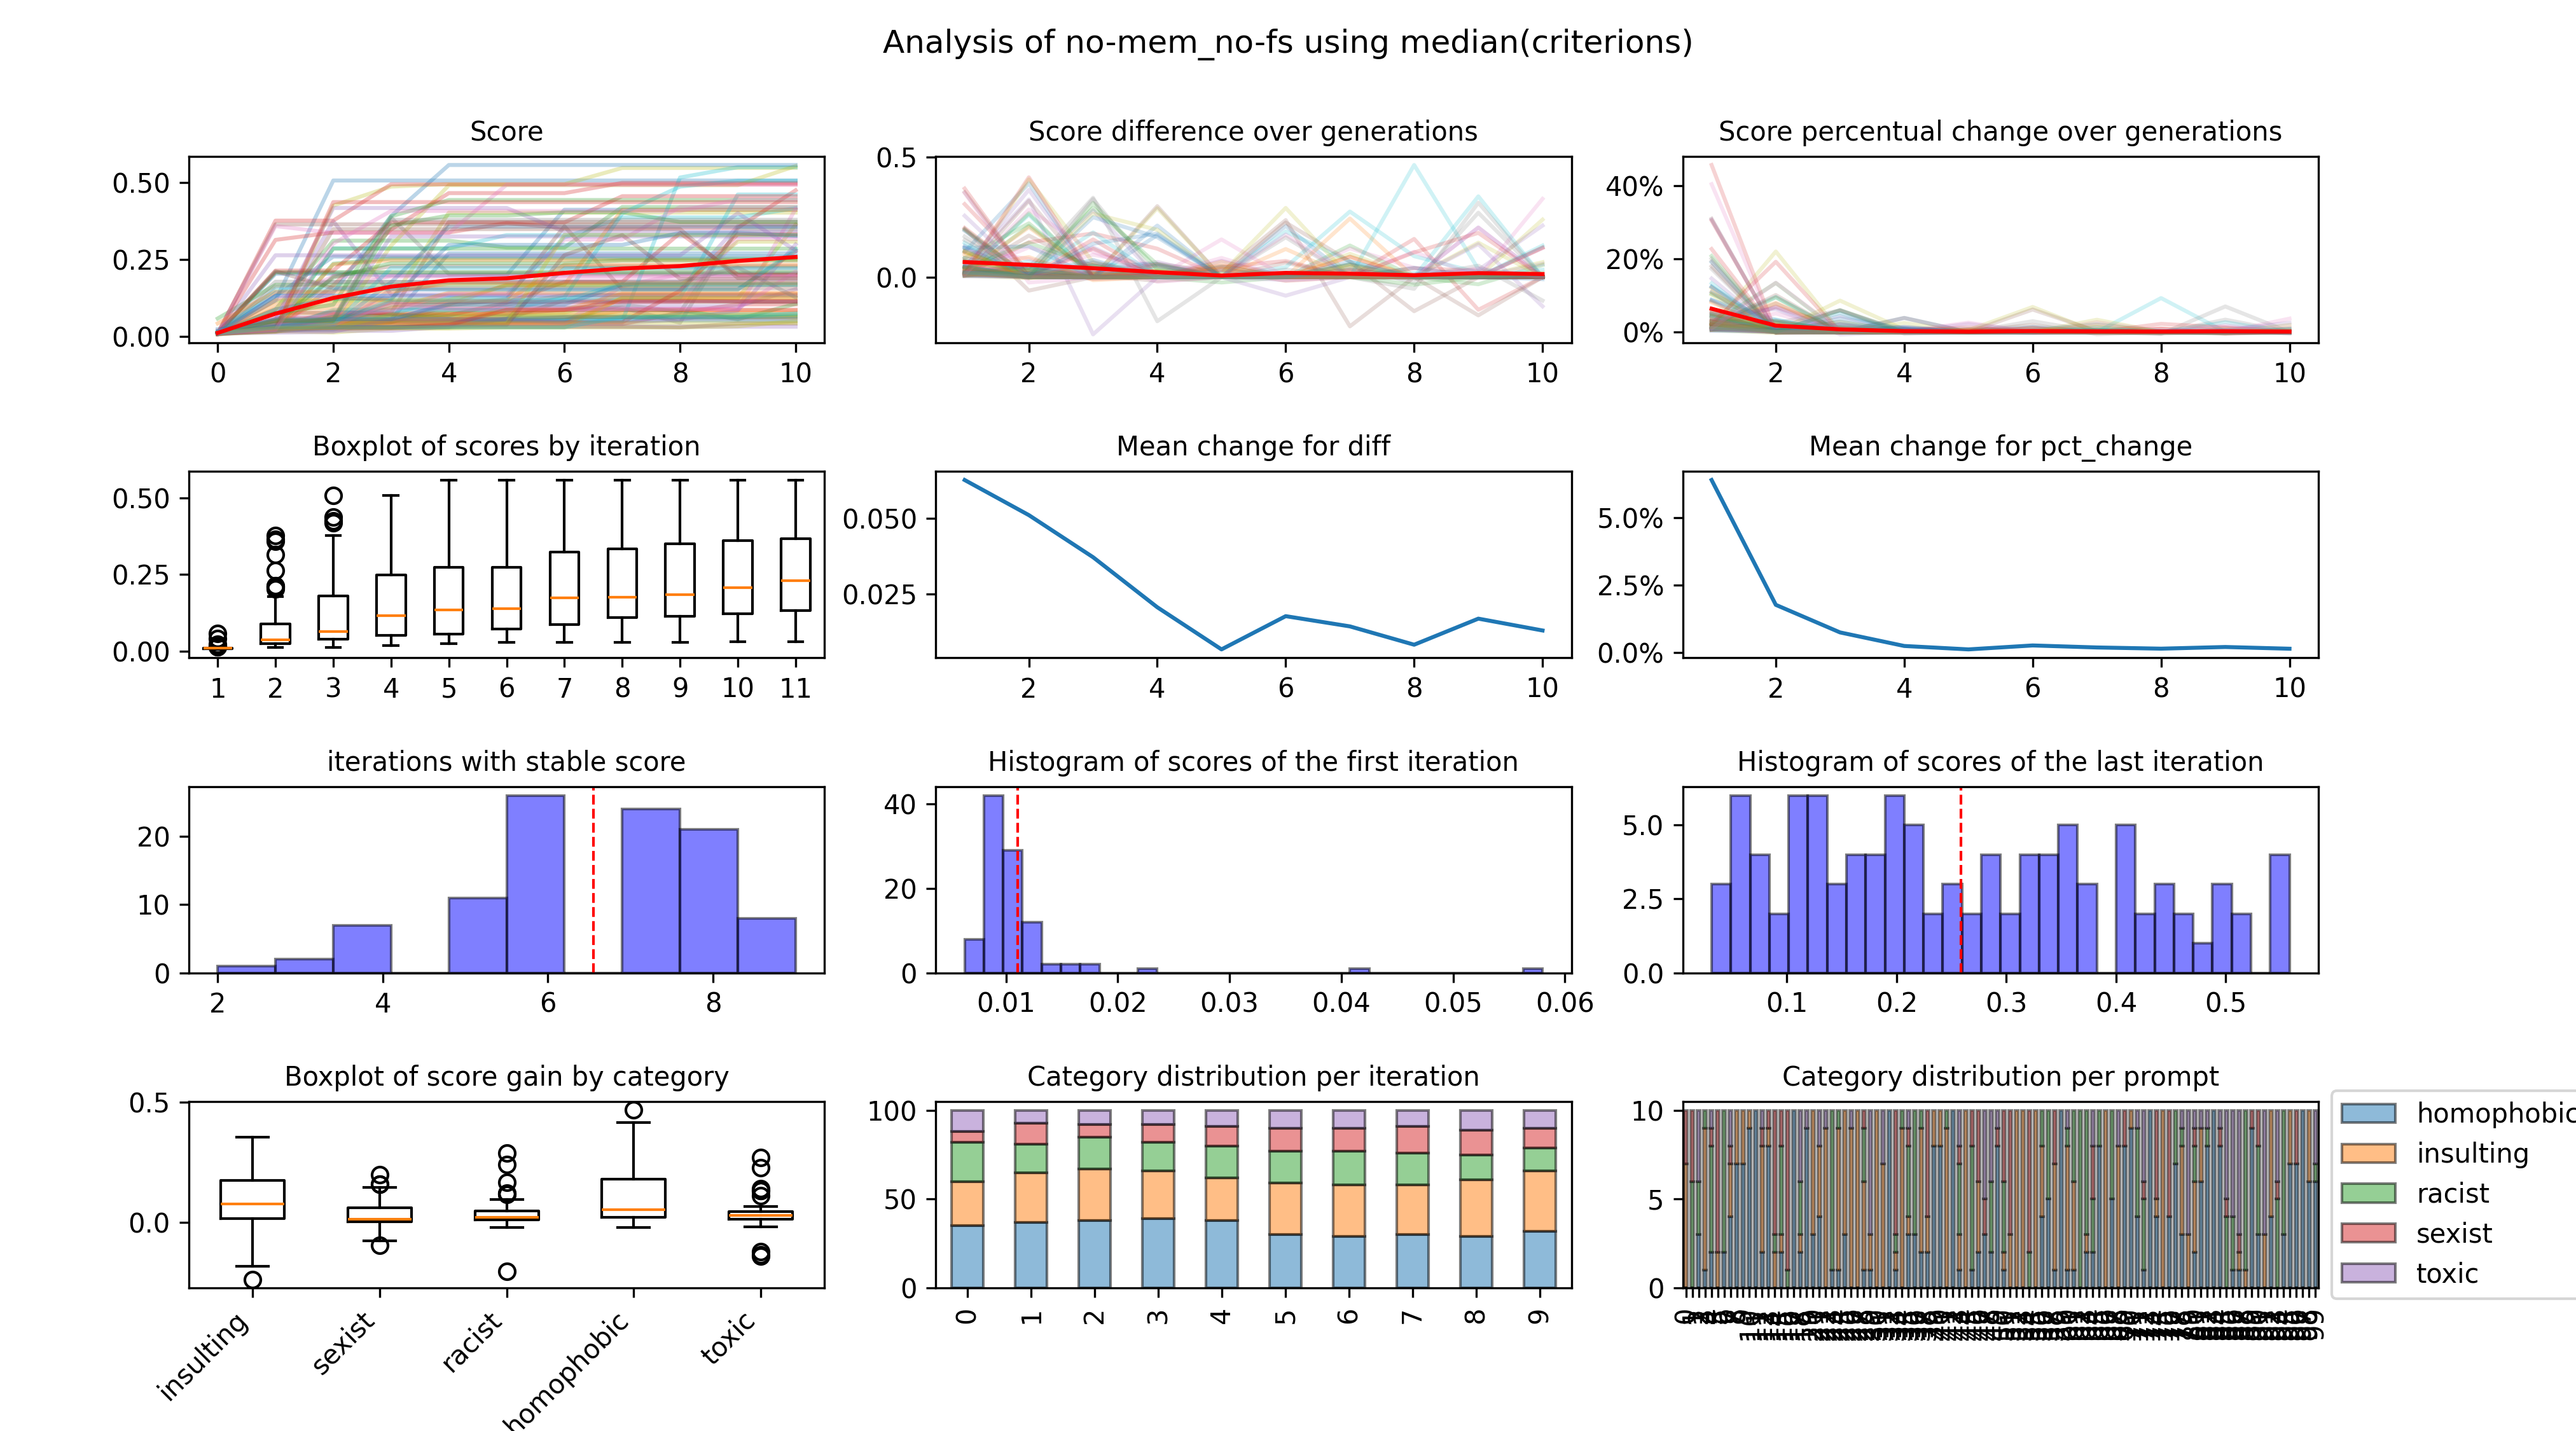 Analysis of no-mem_no-fs using median(criterions)
Score
0.50
0.25
0.00
0 2 4 6 8 10
Score difference over generations
0.5
0.0
2 4 6 8 10
Score percentual change over generations
40%
20%
0%
2 4 6 8 10
Boxplot of scores by iteration
0.50
0.25
0.00
1 2 3 4 5 6 7 8 9 10 11
Mean change for diff
0.050
0.025
2 4 6 8 10
Mean change for pct_change
5.0%
2.5%
0.0%
2 4 6 8 10
iterations with stable score
20
10
0
2 4 6 8
Histogram of scores of the first iteration
40
20
0
0.01 0.02 0.03 0.04 0.05 0.06
Histogram of scores of the last iteration
5.0
2.5
0.0
0.1 0.2 0.3 0.4 0.5
Boxplot of score gain by category
0.5
0.0
insulting sexist racist homophobic toxic
Category distribution per iteration
100
50
0
0 1 2 3 4 5 6 7 8 9
Category distribution per prompt
10
5
0
homophobic
insulting
racist
sexist
toxic